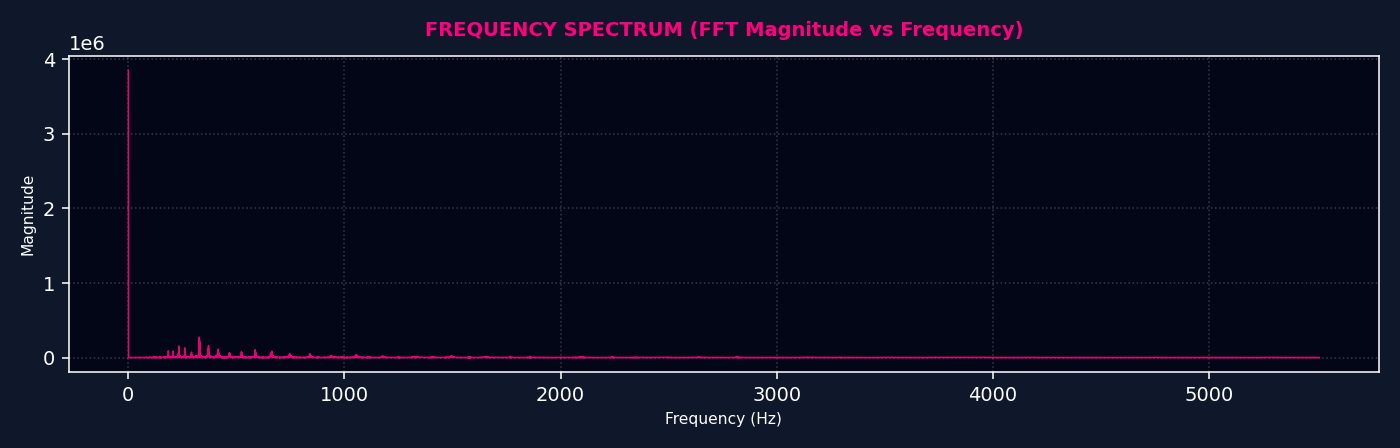 FREQUENCY SPECTRUM (FFT Magnitude vs Frequency)
1e6
4
3
2
1
0
Magnitude
0 1000 2000 3000 4000 5000
Frequency (Hz)